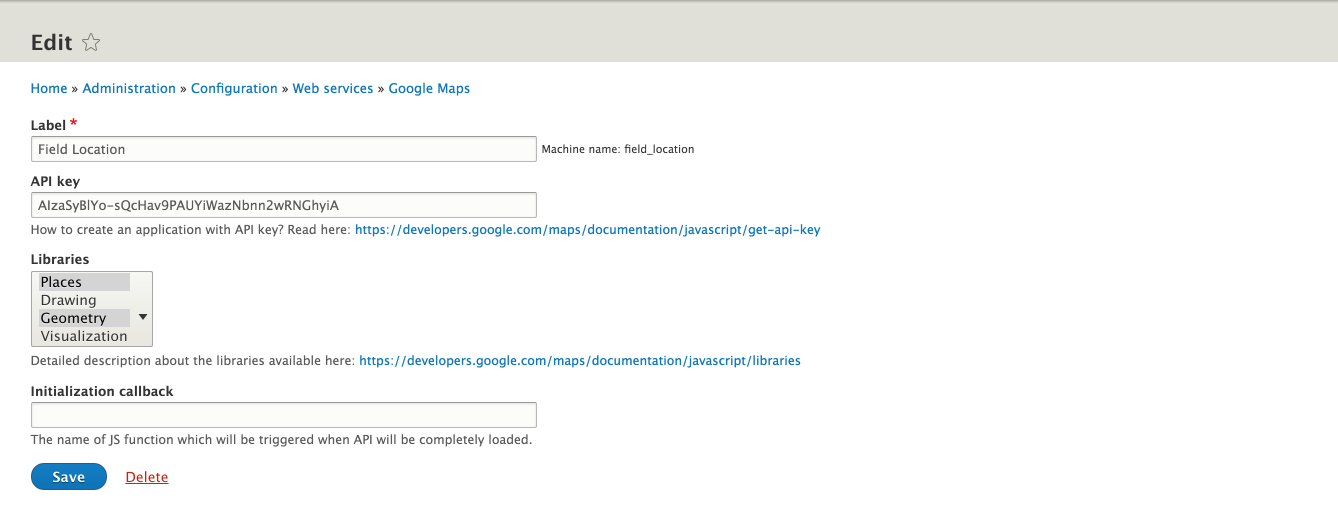 Edit
Home » Administration » Configuration » Web services » Google Maps
Label *
Field Location Machine name: field_location
API key
AIzaSyBlYo-sQcHav9PAUYiWazNbnn2wRNGhyiA
How to create an application with API key? Read here: https://developers.google.com/maps/documentation/javascript/get-api-key
Libraries
Places
Drawing
Geometry
Visualization
Detailed description about the libraries available here: https://developers.google.com/maps/documentation/javascript/libraries
Initialization callback
The name of JS function which will be triggered when API will be completely loaded.
Save Delete